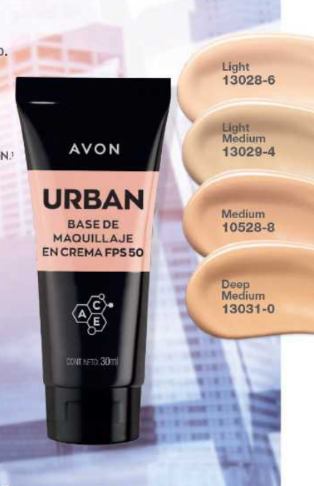 AVON
URBAN
BASE DE
MAQUILLAJE
EN CREMA FPS 50
A C E
CONT. NETO. 30ml
Light
13028-6
Light
Medium
13029-4
Medium
10528-8
Deep
Medium
13031-0